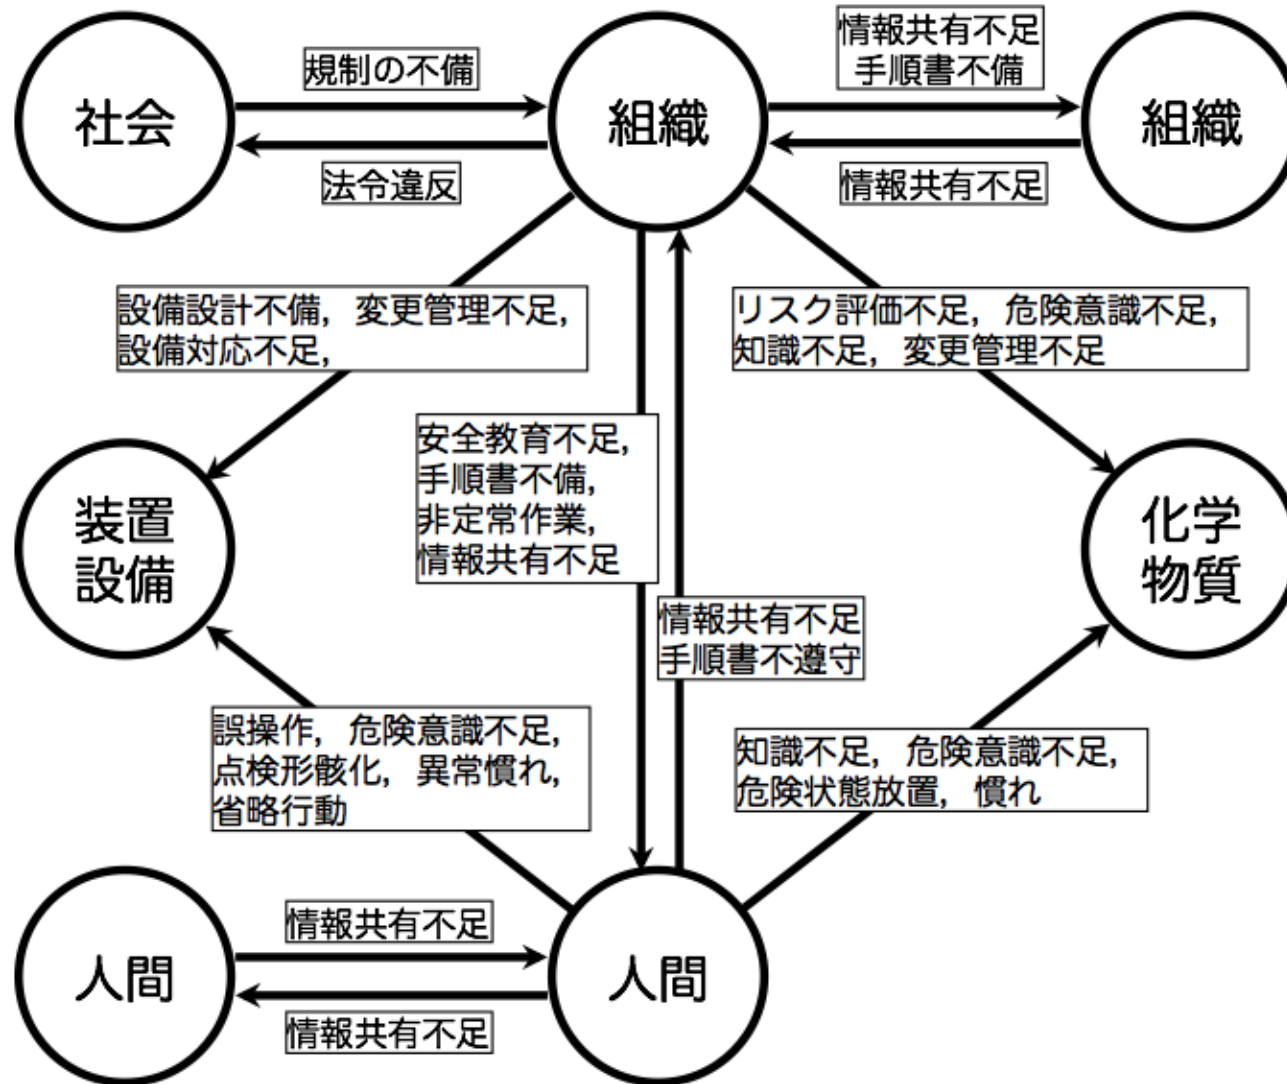 社会
規制の不備
法令違反
組織
情報共有不足
手順書不備
情報共有不足
組織
設備設計不備，変更管理不足，
設備対応不足，
リスク評価不足，危険意識不足，
知識不足，変更管理不足
安全教育不足，
手順書不備，
非定常作業，
情報共有不足
装置
設備
化学
物質
情報共有不足
手順書不遵守
誤操作，危険意識不足，
点検形骸化，異常慣れ，
省略行動
知識不足，危険意識不足，
危険状態放置，慣れ
人間
情報共有不足
情報共有不足
人間